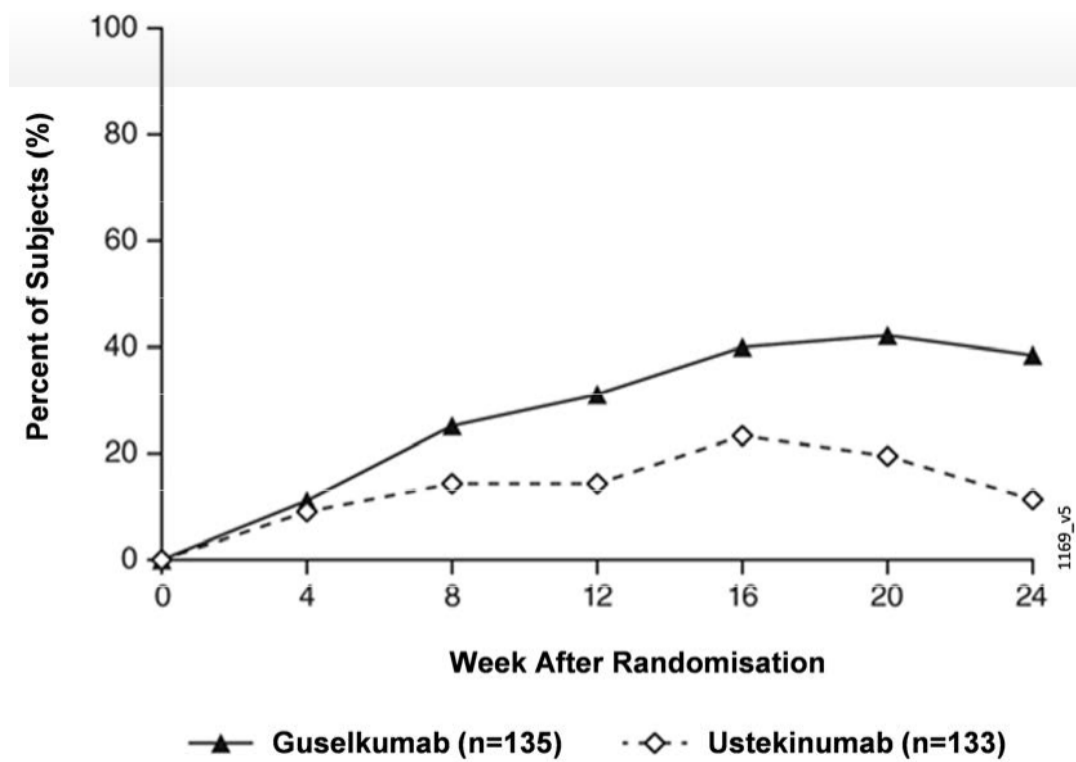 100
80
60
40
20
0
Percent of Subjects (%)
0 4 8 12 16 20 24
1169_v5
Week After Randomisation
Guselkumab (n=135) Ustekinumab (n=133)